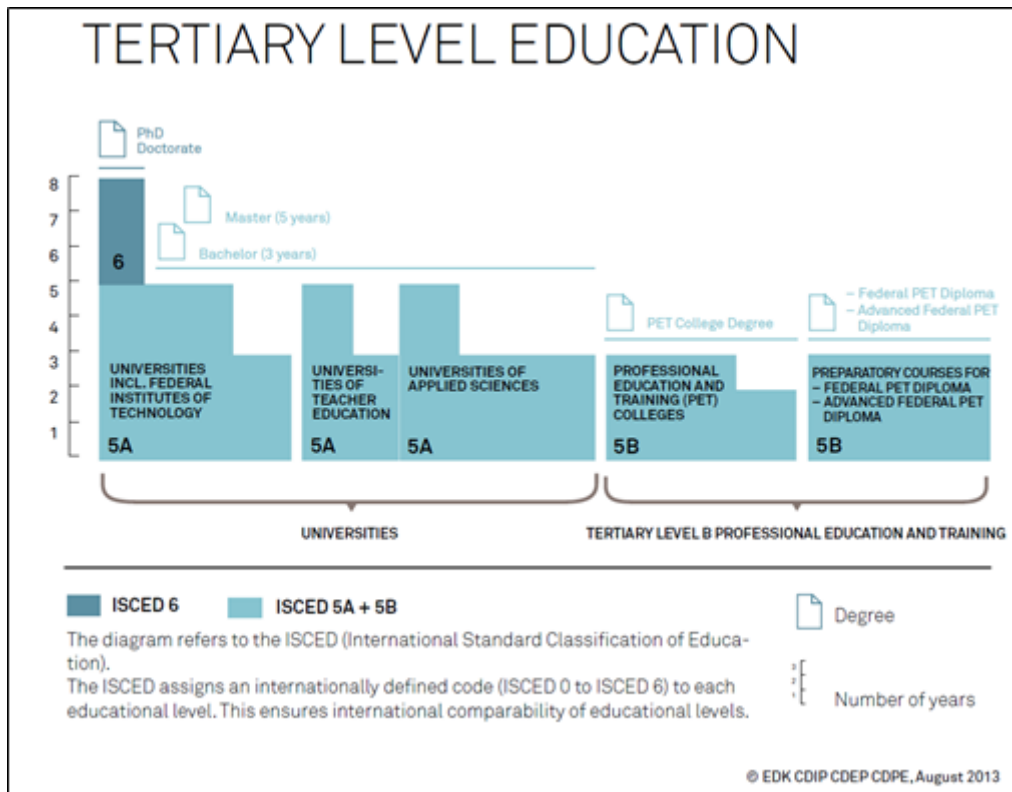 TERTIARY LEVEL EDUCATION
PhD
Doctorate
8
7
6
5
4
3
2
1
Master (5 years)
Bachelor (3 years)
6
PET College Degree
– Federal PET Diploma
– Advanced Federal PET
Diploma
UNIVERSITIES
INCL. FEDERAL
INSTITUTES OF
TECHNOLOGY
5A
UNIVERSI-
TIES OF
TEACHER
EDUCATION
5A
UNIVERSITIES OF
APPLIED SCIENCES
5A
PROFESSIONAL
EDUCATION AND
TRAINING (PET)
COLLEGES
5B
PREPARATORY COURSES FOR
– FEDERAL PET DIPLOMA
– ADVANCED FEDERAL PET
DIPLOMA
5B
UNIVERSITIES
TERTIARY LEVEL B PROFESSIONAL EDUCATION AND TRAINING
ISCED 6
ISCED 5A + 5B
The diagram refers to the ISCED (International Standard Classification of Educa-
tion).
The ISCED assigns an internationally defined code (ISCED 0 to ISCED 6) to each
educational level. This ensures international comparability of educational levels.
Degree
3
2
1
Number of years
© EDK CDIP CDEP CDPE, August 2013